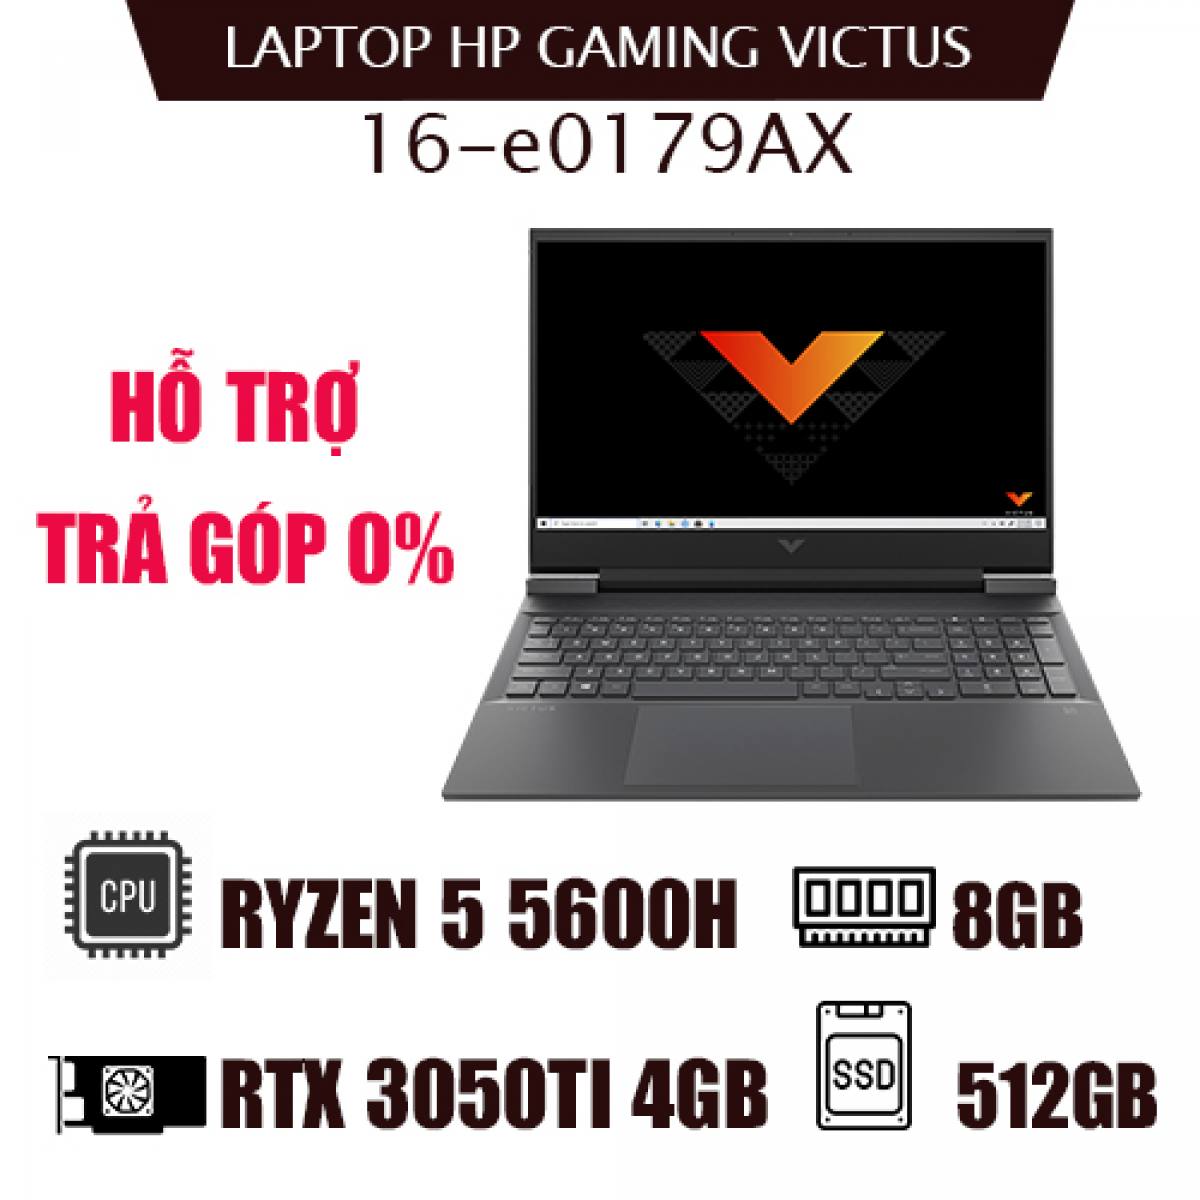 LAPTOP HP GAMING VICTUS
16-e0179AX
HỖ TRỢ
TRẢ GÓP 0%
VICTUS
CPU
RYZEN 5 5600H
8GB
RTX 3050TI 4GB
SSD
512GB